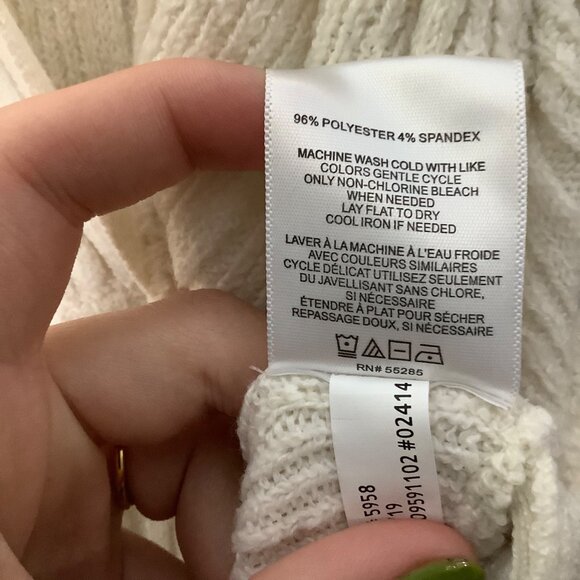 96% POLYESTER 4% SPANDEX
MACHINE WASH COLD WITH LIKE
COLORS GENTLE CYCLE
ONLY NON-CHLORINE BLEACH
WHEN NEEDED
LAY FLAT TO DRY
COOL IRON IF NEEDED
LAVER À LA MACHINE À L'EAU FROIDE
AVEC COULEURS SIMILAIRES
CYCLE DÉLICAT UTILISEZ SEULEMENT
DU JAVELLISANT SANS CHLORE,
SI NÉCESSAIRE
ÉTENDRE À PLAT POUR SÉCHER
REPASSAGE DOUX, SI NÉCESSAIRE
RN# 55285
5958
19
09591102 #02414